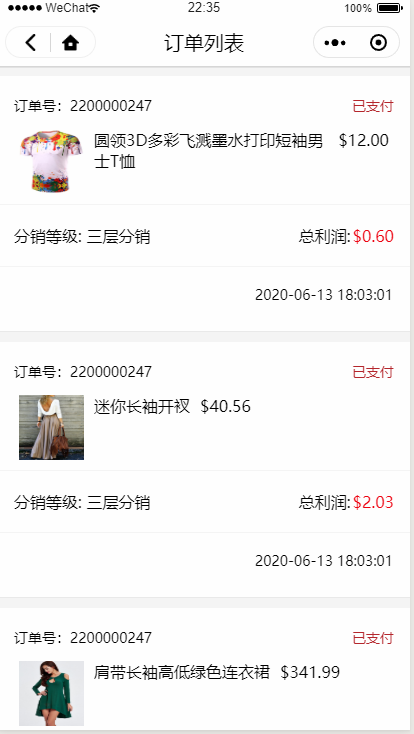 WeChat 22:35 100%
订单列表
订单号: 2200000247 已支付
圆领3D多彩飞溅墨水打印短袖男 $12.00
士T恤
分销等级: 三层分销 总利润: $0.60
2020-06-13 18:03:01
订单号: 2200000247 已支付
迷你长袖开衩 $40.56
分销等级: 三层分销 总利润: $2.03
2020-06-13 18:03:01
订单号: 2200000247 已支付
肩带长袖高低绿色连衣裙 $341.99